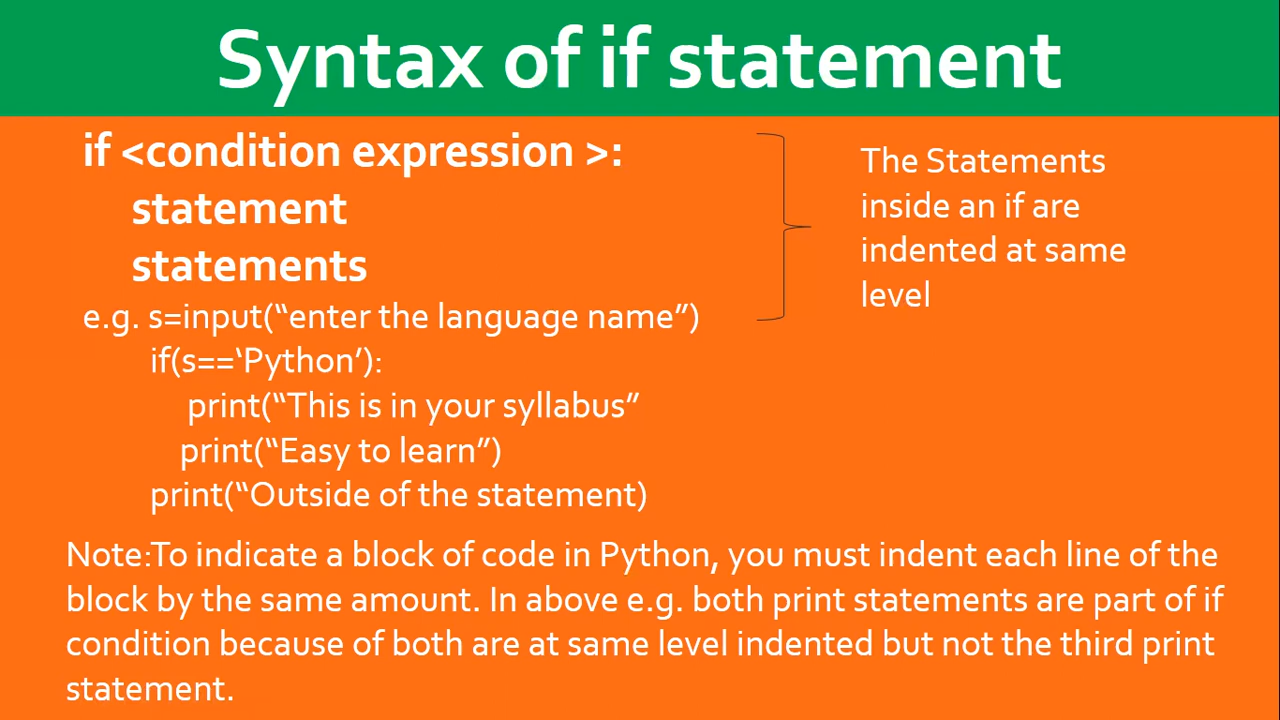 Syntax of if statement
if <condition expression >:
statement
statements
The Statements
inside an if are
indented at same
level
e.g. s=input(“enter the language name”)
if(s==‘Python’):
print(“This is in your syllabus”
print(“Easy to learn”)
print(“Outside of the statement)
Note:To indicate a block of code in Python, you must indent each line of the
block by the same amount. In above e.g. both print statements are part of if
condition because of both are at same level indented but not the third print
statement.